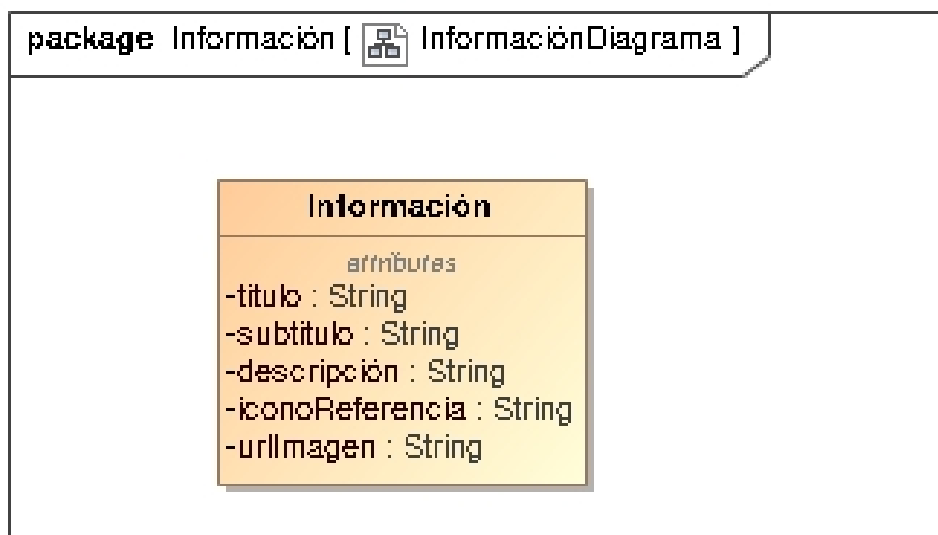 package Información [ InformaciónDiagrama ]
Información
attributes
-titulo : String
-subtitulo : String
-descripción : String
-iconoReferencia : String
-urlImagen : String